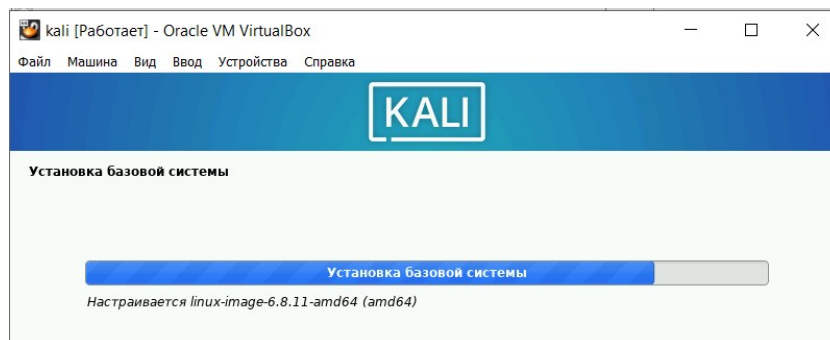 kali [Работает] - Oracle VM VirtualBox
Файл Машина Вид Ввод Устройства Справка
KALI
Установка базовой системы
Установка базовой системы
Настраивается linux-image-6.8.11-amd64 (amd64)